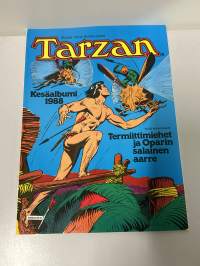 Tarzan
Kesäalbumi
1988
Termiittimiehet
ja Oparin
salainen
aarre